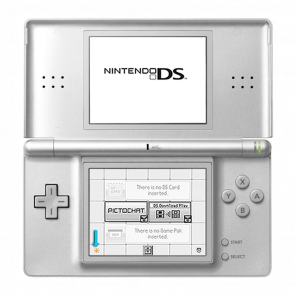 NINTENDO DS™
There is no DS Card
inserted.
PICTOCHAT
DS Download Play
There is no Game Pak
inserted.
X
Y
A
B
START
SELECT